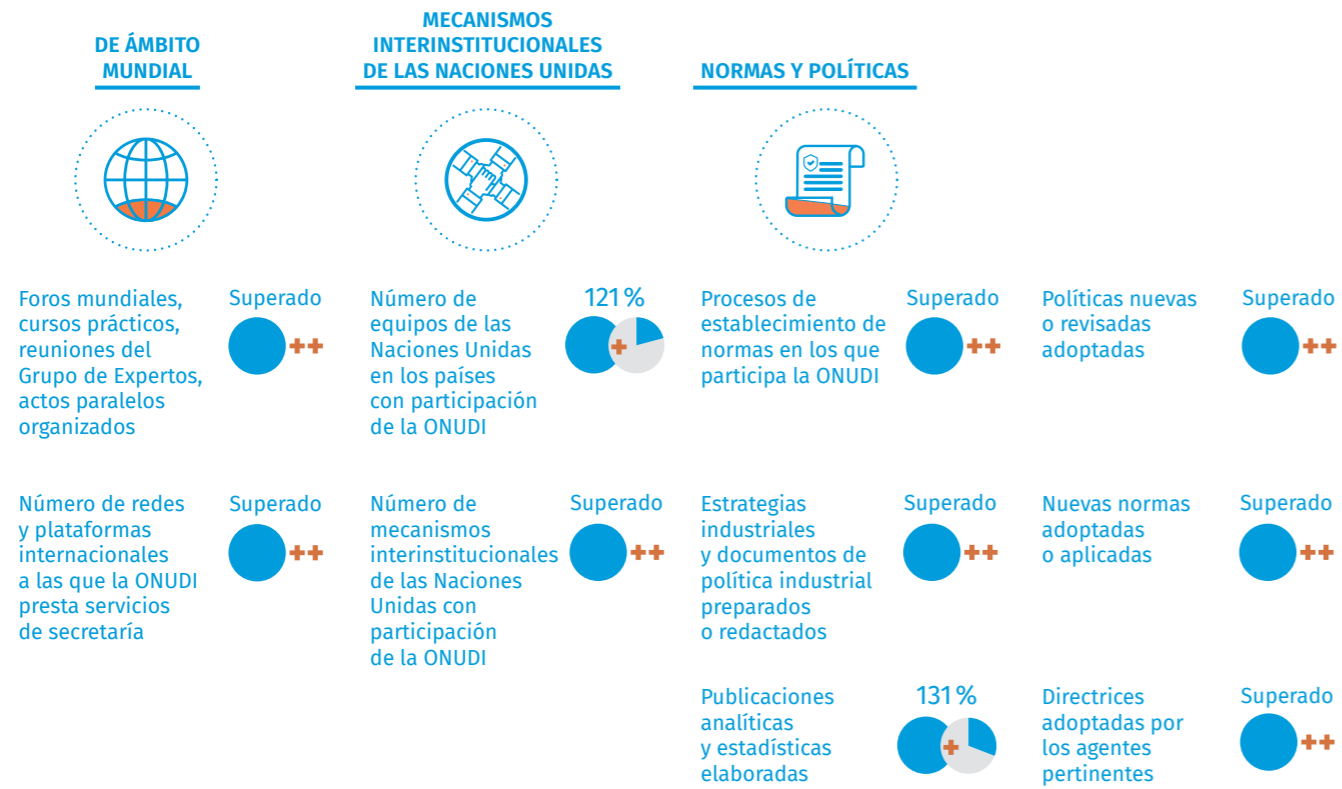 DE ÁMBITO
MUNDIAL
MECANISMOS
INTERINSTITUCIONALES
DE LAS NACIONES UNIDAS
NORMAS Y POLÍTICAS
Foros mundiales,
cursos prácticos,
reuniones del
Grupo de Expertos,
actos paralelos
organizados
Superado
++
Número de
equipos de las
Naciones Unidas
en los países
con participación
de la ONUDI
121 %
+
Procesos de
establecimiento de
normas en los que
participa la ONUDI
Superado
++
Políticas nuevas
o revisadas
adoptadas
Superado
++
Número de redes
y plataformas
internacionales
a las que la ONUDI
presta servicios
de secretaría
Superado
++
Número de
mecanismos
interinstitucionales
de las Naciones
Unidas con
participación
de la ONUDI
Superado
++
Estrategias
industriales
y documentos de
política industrial
preparados
o redactados
Superado
++
Nuevas normas
adoptadas
o aplicadas
Superado
++
Publicaciones
analíticas
y estadísticas
elaboradas
131 %
+
Directrices
adoptadas por
los agentes
pertinentes
Superado
++